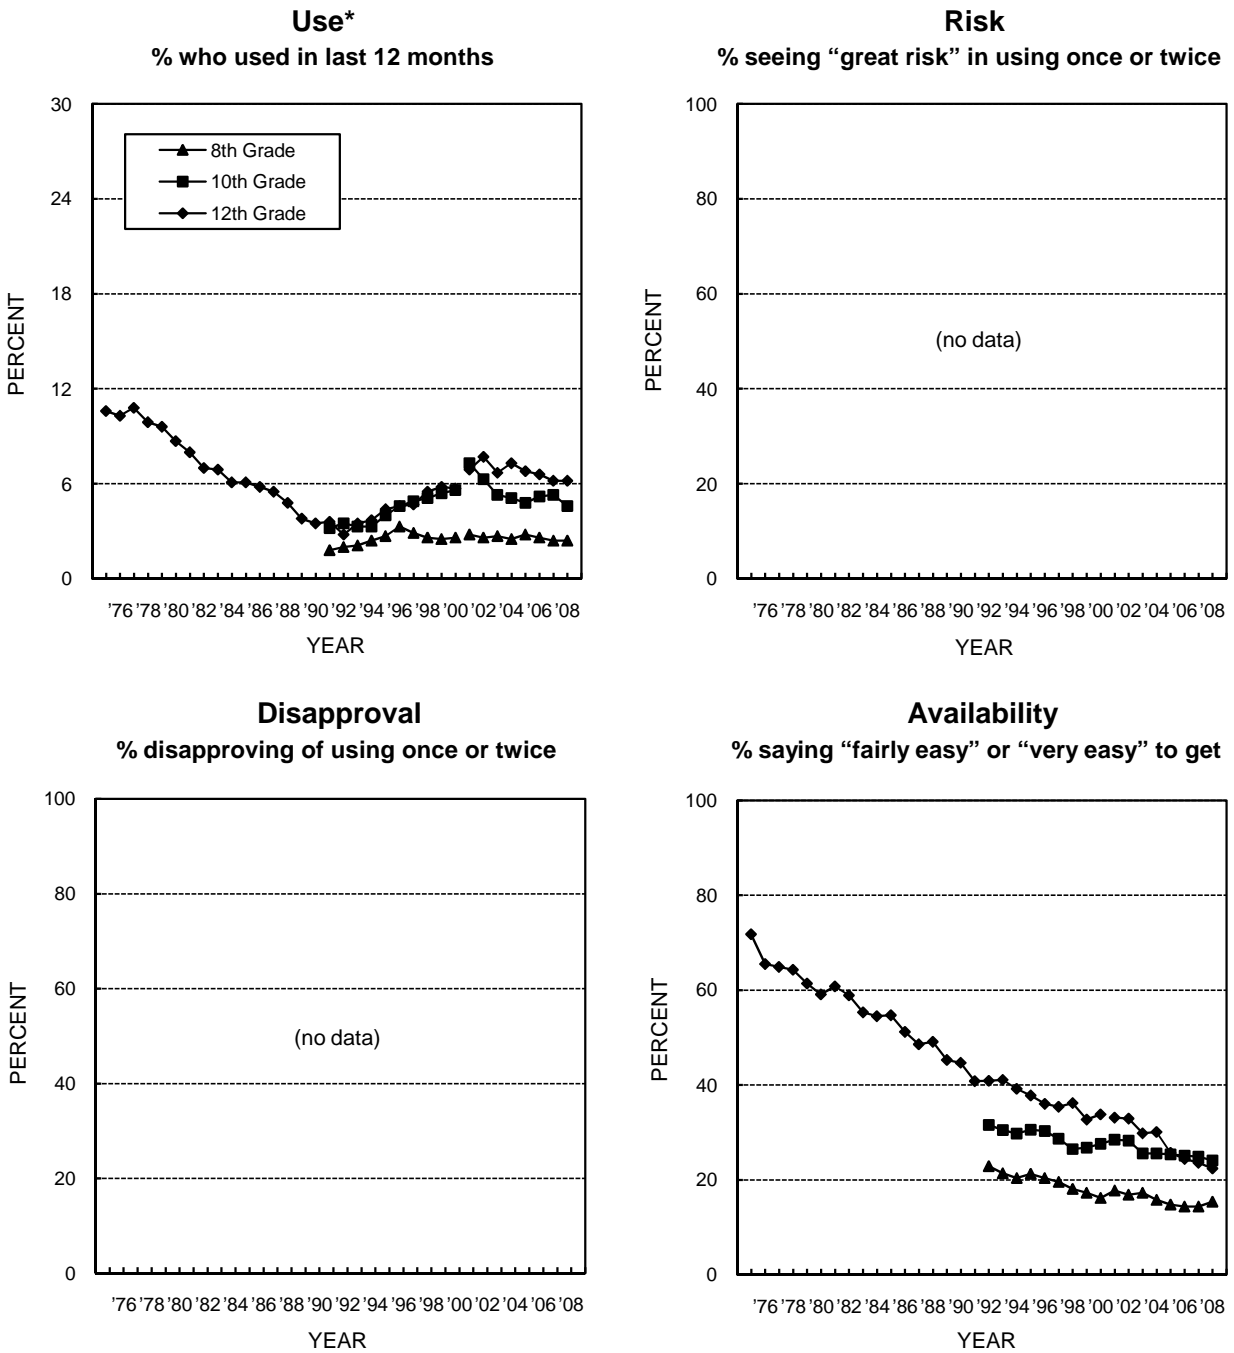 Use*
% who used in last 12 months
30
24
18
12
6
0
PERCENT
8th Grade
10th Grade
12th Grade
’76 ’78 ’80 ’82 ’84 ’86 ’88 ’90 ’92 ’94 ’96 ’98 ’00 ’02 ’04 ’06 ’08
YEAR
Risk
% seeing “great risk” in using once or twice
100
80
60
40
20
0
PERCENT
(no data)
’76 ’78 ’80 ’82 ’84 ’86 ’88 ’90 ’92 ’94 ’96 ’98 ’00 ’02 ’04 ’06 ’08
YEAR
Disapproval
% disapproving of using once or twice
100
80
60
40
20
0
PERCENT
(no data)
’76 ’78 ’80 ’82 ’84 ’86 ’88 ’90 ’92 ’94 ’96 ’98 ’00 ’02 ’04 ’06 ’08
YEAR
Availability
% saying “fairly easy” or “very easy” to get
100
80
60
40
20
0
PERCENT
’76 ’78 ’80 ’82 ’84 ’86 ’88 ’90 ’92 ’94 ’96 ’98 ’00 ’02 ’04 ’06 ’08
YEAR